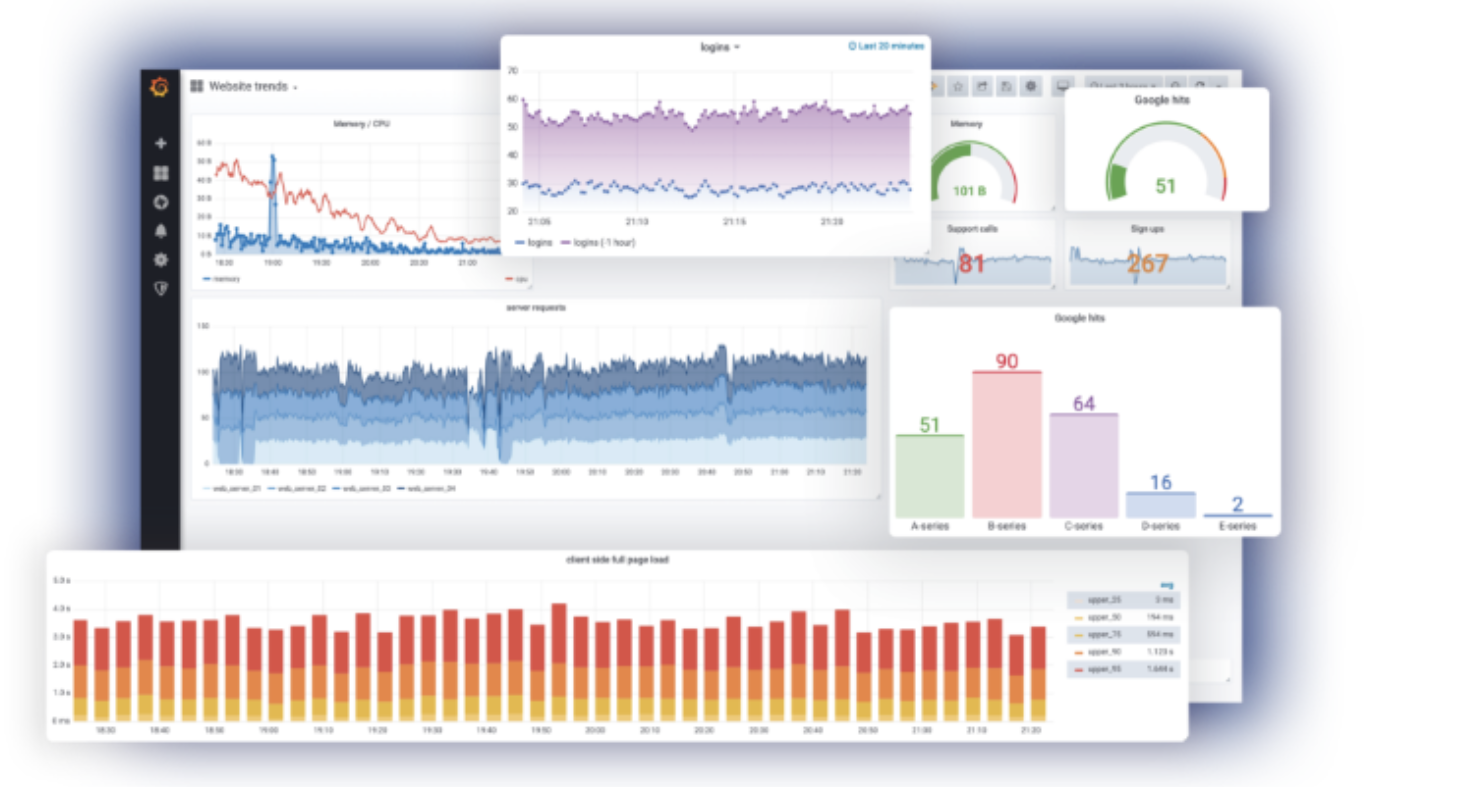 logins
Last 20 minutes
70
60
50
40
30
20
21:05
21:10
21:15
21:20
logins
logins (-1 hour)
Website trends
Memory / CPU
60 B
50 B
40 B
30 B
20 B
10 B
0 B
18:30
19:00
19:30
20:00
20:30
21:00
memory
cpu
Memory
101 B
Google hits
51
Support calls
81
Sign ups
267
server requests
150
100
50
0
18:30
18:40
18:50
19:00
19:10
19:20
19:30
19:40
19:50
20:00
20:10
20:20
20:30
20:40
20:50
21:00
21:10
21:20
web_server_01
web_server_02
web_server_03
web_server_04
Google hits
51
90
64
16
2
A-series
B-series
C-series
D-series
E-series
client side full page load
5.0 s
4.0 s
3.0 s
2.0 s
1.0 s
0 ms
18:30
18:40
18:50
19:00
19:10
19:20
19:30
19:40
19:50
20:00
20:10
20:20
20:30
20:40
20:50
21:00
21:10
21:20
avg
upper_25
0 ms
upper_50
194 ms
upper_75
upper_90
1.123 s